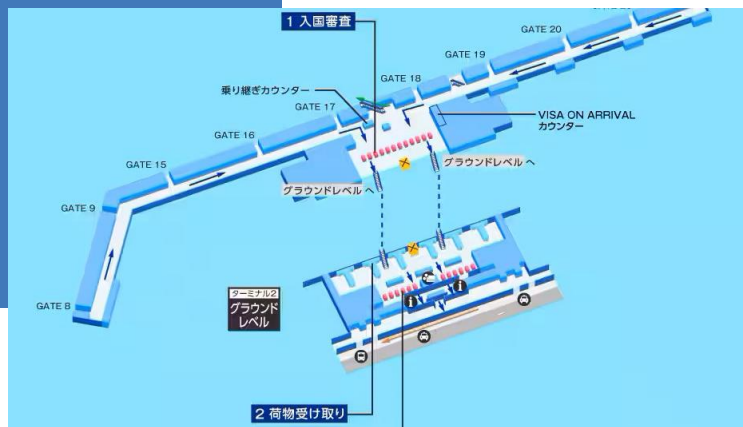 1 入国審査
GATE 20
GATE 19
GATE 18
乗り継ぎカウンター
GATE 17
VISA ON ARRIVAL
カウンター
GATE 16
GATE 15
グラウンドレベル へ
グラウンドレベル へ
GATE 9
GATE 8
ターミナル2
グラウンド
レベル
2 荷物受け取り